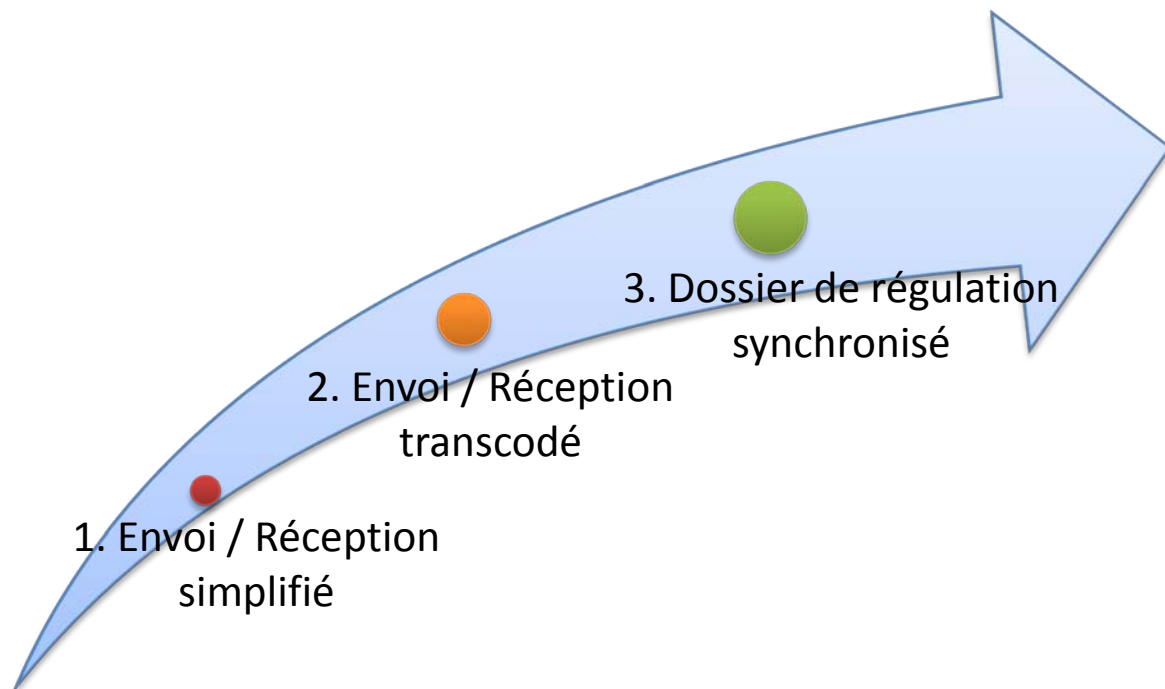 3. Dossier de régulation
synchronisé
2. Envoi / Réception
transcodé
1. Envoi / Réception
simplifié